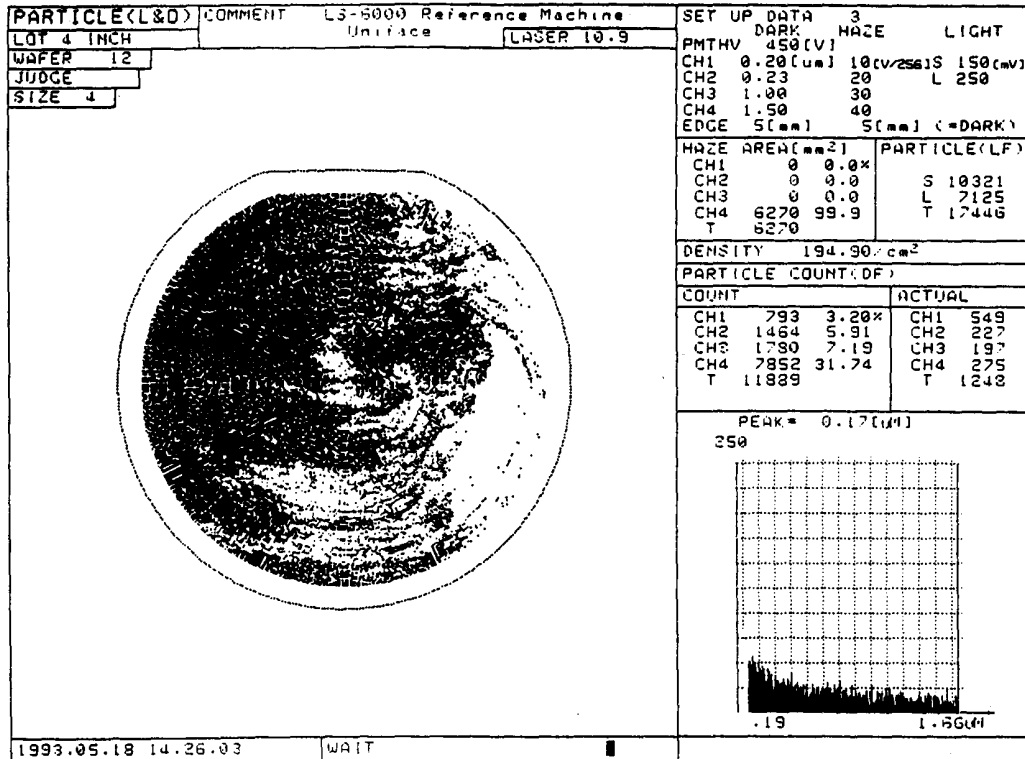 PARTICLE(L&D) COMMENT LS-6000 Reference Machine
Uniface
LOT 4 INCH LASER 10.9
WAFER 12
JUDGE
SIZE 4
SET UP DATA 3
DARK HAZE LIGHT
PMTHV 450[V]
CH1 0.20[um] 10[V/256] S 150[mV]
CH2 0.23 20 L 250
CH3 1.00 30
CH4 1.50 40
EDGE 5[mm] 5[mm] (=DARK)
HAZE AREA[mm2]
CH1 0 0.0%
CH2 0 0.0
CH3 0 0.0
CH4 6270 99.9
T 6270
PARTICLE(LF)
S 10321
L 7125
T 17446
DENSITY 194.90/cm2
PARTICLE COUNT(DF)
COUNT
CH1 793 3.20%
CH2 1464 5.91
CH3 1780 7.19
CH4 7852 31.74
T 11889
ACTUAL
CH1 549
CH2 227
CH3 197
CH4 275
T 1248
PEAK= 0.17[uM]
250
.19 1.66uM
1993.05.18 14.26.03 WAIT